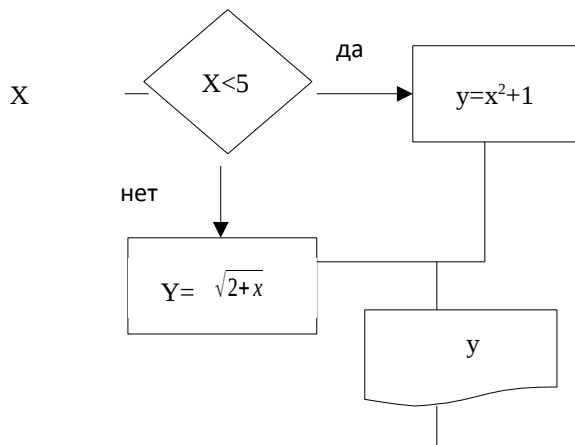 да
X
X<5
y=x²+1
нет
Y= √2+x
y